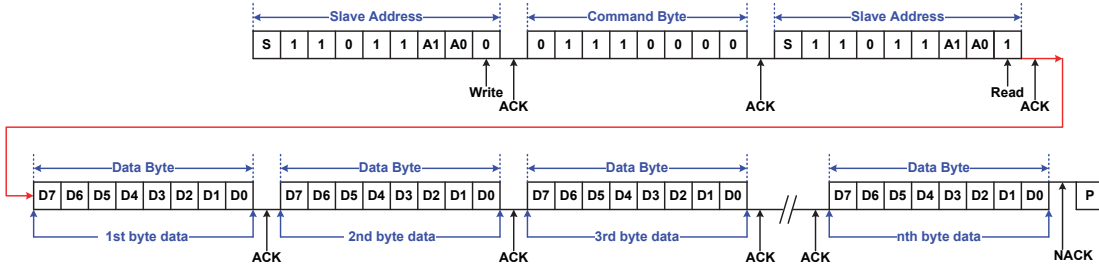 Slave Address Command Byte Slave Address
S 1 1 0 1 1 A1 A0 0 0 1 1 1 0 0 0 0 S 1 1 0 1 1 A1 A0 1
Write Read
ACK ACK ACK
Data Byte Data Byte Data Byte Data Byte
D7 D6 D5 D4 D3 D2 D1 D0 D7 D6 D5 D4 D3 D2 D1 D0 D7 D6 D5 D4 D3 D2 D1 D0 // D7 D6 D5 D4 D3 D2 D1 D0 P
1st byte data 2nd byte data 3rd byte data nth byte data
ACK ACK ACK ACK NACK